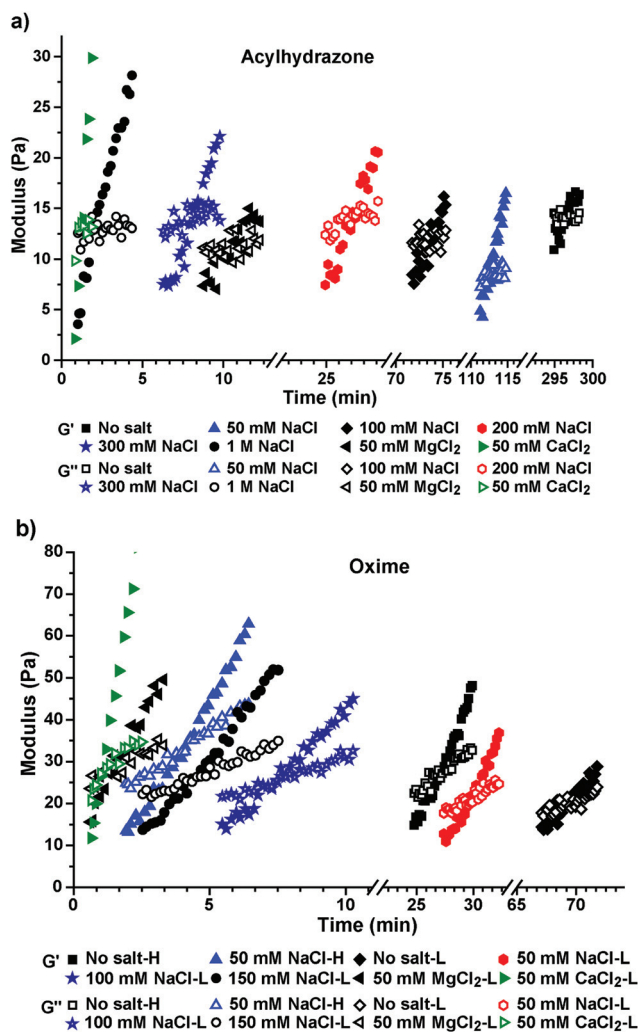 a)
Acylhydrazone
Modulus (Pa)
30
25
20
15
10
5
0
0 5 10 25 70 75 110 115 295 300
Time (min)
G' No salt 50 mM NaCl 100 mM NaCl 200 mM NaCl
300 mM NaCl 1 M NaCl 50 mM MgCl₂ 50 mM CaCl₂
G" No salt 50 mM NaCl 100 mM NaCl 200 mM NaCl
300 mM NaCl 1 M NaCl 50 mM MgCl₂ 50 mM CaCl₂
b)
Oxime
Modulus (Pa)
80
70
60
50
40
30
20
10
0
0 5 10 25 30 65 70
Time (min)
G' No salt-H 50 mM NaCl-H No salt-L 50 mM NaCl-L
100 mM NaCl-L 150 mM NaCl-L 50 mM MgCl₂-L 50 mM CaCl₂-L
G" No salt-H 50 mM NaCl-H No salt-L 50 mM NaCl-L
100 mM NaCl-L 150 mM NaCl-L 50 mM MgCl₂-L 50 mM CaCl₂-L